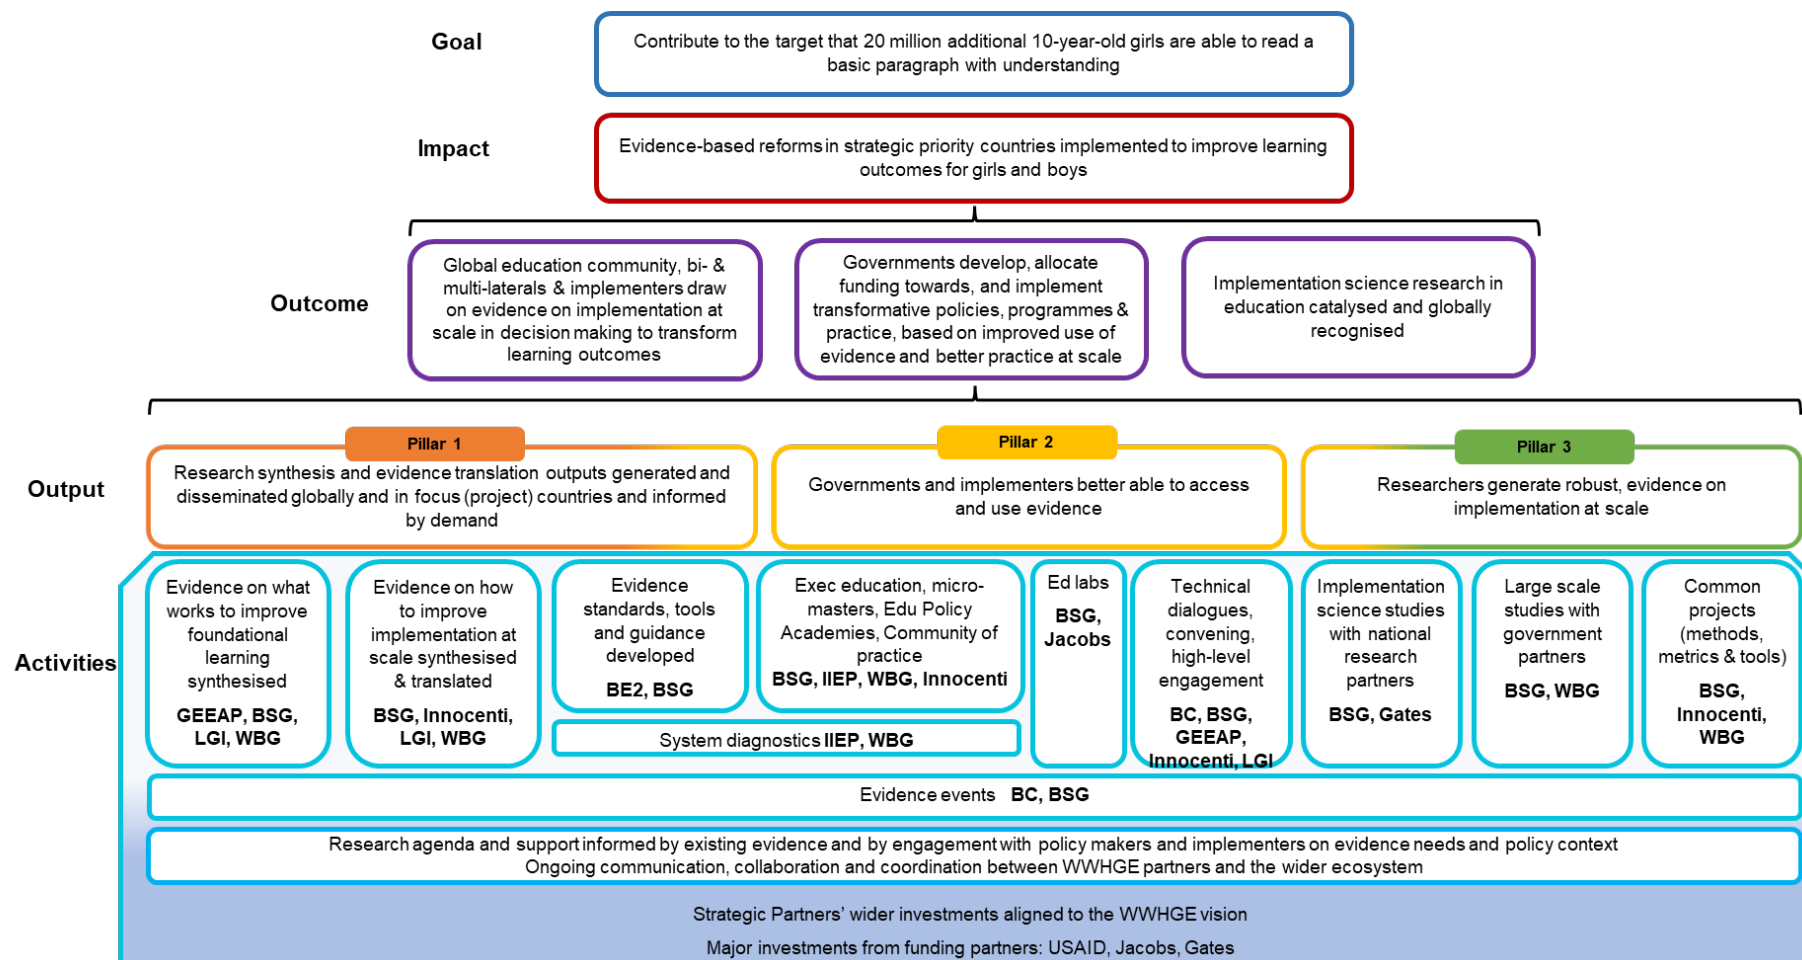 Goal
Contribute to the target that 20 million additional 10-year-old girls are able to read a
basic paragraph with understanding
Impact
Evidence-based reforms in strategic priority countries implemented to improve learning
outcomes for girls and boys
Outcome
Global education community, bi- &
multi-laterals & implementers draw
on evidence on implementation at
scale in decision making to transform
learning outcomes
Governments develop, allocate
funding towards, and implement
transformative policies, programmes &
practice, based on improved use of
evidence and better practice at scale
Implementation science research in
education catalysed and globally
recognised
Output
Pillar 1
Research synthesis and evidence translation outputs generated and
disseminated globally and in focus (project) countries and informed
by demand
Pillar 2
Governments and implementers better able to access
and use evidence
Pillar 3
Researchers generate robust, evidence on
implementation at scale
Activities
Evidence on what
works to improve
foundational
learning
synthesised
GEEAP, BSG,
LGI, WBG
Evidence on how
to improve
implementation at
scale synthesised
& translated
BSG, Innocenti,
LGI, WBG
Evidence
standards, tools
and guidance
developed
BE2, BSG
Exec education, micro-
masters, Edu Policy
Academies, Community of
practice
BSG, IIEP, WBG, Innocenti
System diagnostics IIEP, WBG
Ed labs
BSG,
Jacobs
Technical
dialogues,
convening,
high-level
engagement
BC, BSG,
GEEAP,
Innocenti, LGI
Implementation
science studies
with national
research
partners
BSG, Gates
Large scale
studies with
government
partners
BSG, WBG
Common
projects
(methods,
metrics & tools)
BSG,
Innocenti,
WBG
Evidence events BC, BSG
Research agenda and support informed by existing evidence and by engagement with policy makers and implementers on evidence needs and policy context
Ongoing communication, collaboration and coordination between WWHGE partners and the wider ecosystem
Strategic Partners’ wider investments aligned to the WWHGE vision
Major investments from funding partners: USAID, Jacobs, Gates